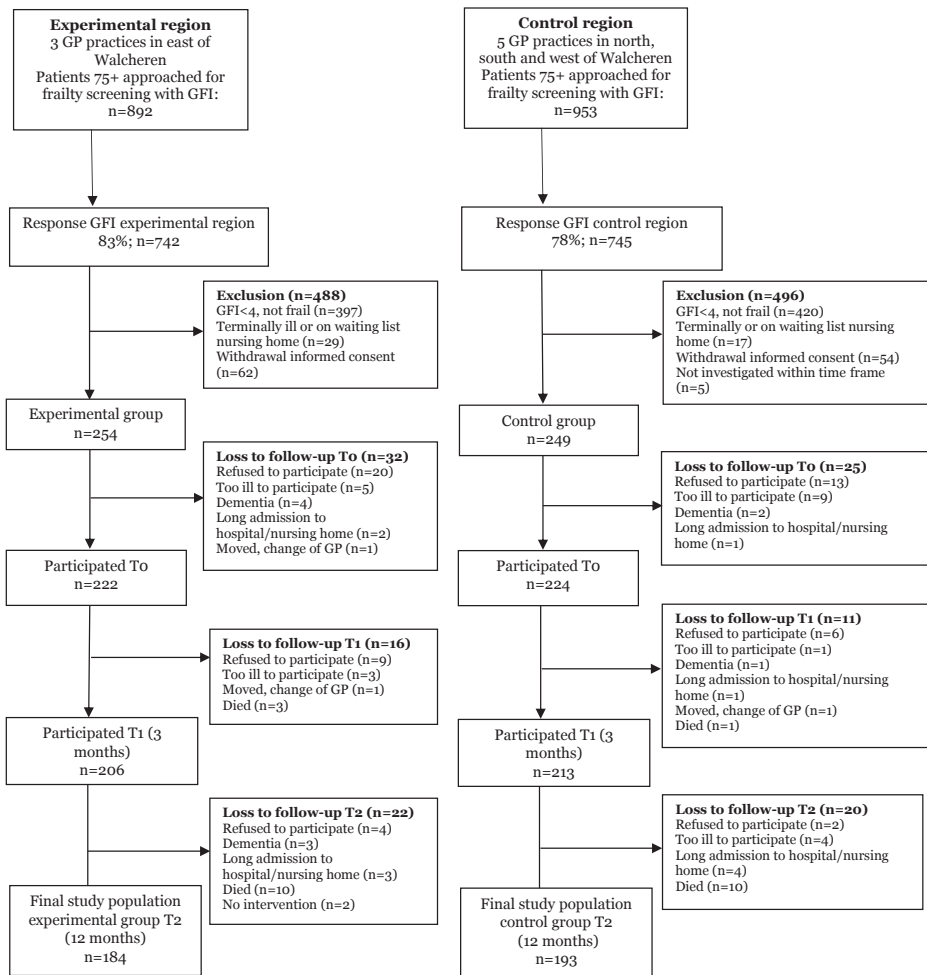 Experimental region
3 GP practices in east of
Walcheren
Patients 75+ approached for
frailty screening with GFI:
n=892
Response GFI experimental region
83%; n=742
Exclusion (n=488)
GFI<4, not frail (n=397)
Terminally ill or on waiting list
nursing home (n=29)
Withdrawal informed consent
(n=62)
Experimental group
n=254
Loss to follow-up T0 (n=32)
Refused to participate (n=20)
Too ill to participate (n=5)
Dementia (n=4)
Long admission to
hospital/nursing home (n=2)
Moved, change of GP (n=1)
Participated T0
n=222
Loss to follow-up T1 (n=16)
Refused to participate (n=9)
Too ill to participate (n=3)
Moved, change of GP (n=1)
Died (n=3)
Participated T1 (3
months)
n=206
Loss to follow-up T2 (n=22)
Refused to participate (n=4)
Dementia (n=3)
Long admission to
hospital/nursing home (n=3)
Died (n=10)
No intervention (n=2)
Final study population
experimental group T2
(12 months)
n=184
Control region
5 GP practices in north,
south and west of Walcheren
Patients 75+ approached for
frailty screening with GFI:
n=953
Response GFI control region
78%; n=745
Exclusion (n=496)
GFI<4, not frail (n=420)
Terminally or on waiting list nursing
home (n=17)
Withdrawal informed consent (n=54)
Not investigated within time frame
(n=5)
Control group
n=249
Loss to follow-up T0 (n=25)
Refused to participate (n=13)
Too ill to participate (n=9)
Dementia (n=2)
Long admission to hospital/nursing
home (n=1)
Participated T0
n=224
Loss to follow-up T1 (n=11)
Refused to participate (n=6)
Too ill to participate (n=1)
Dementia (n=1)
Long admission to hospital/nursing
home (n=1)
Moved, change of GP (n=1)
Died (n=1)
Participated T1 (3
months)
n=213
Loss to follow-up T2 (n=20)
Refused to participate (n=2)
Too ill to participate (n=4)
Long admission to hospital/nursing
home (n=4)
Died (n=10)
Final study population
control group T2
(12 months)
n=193